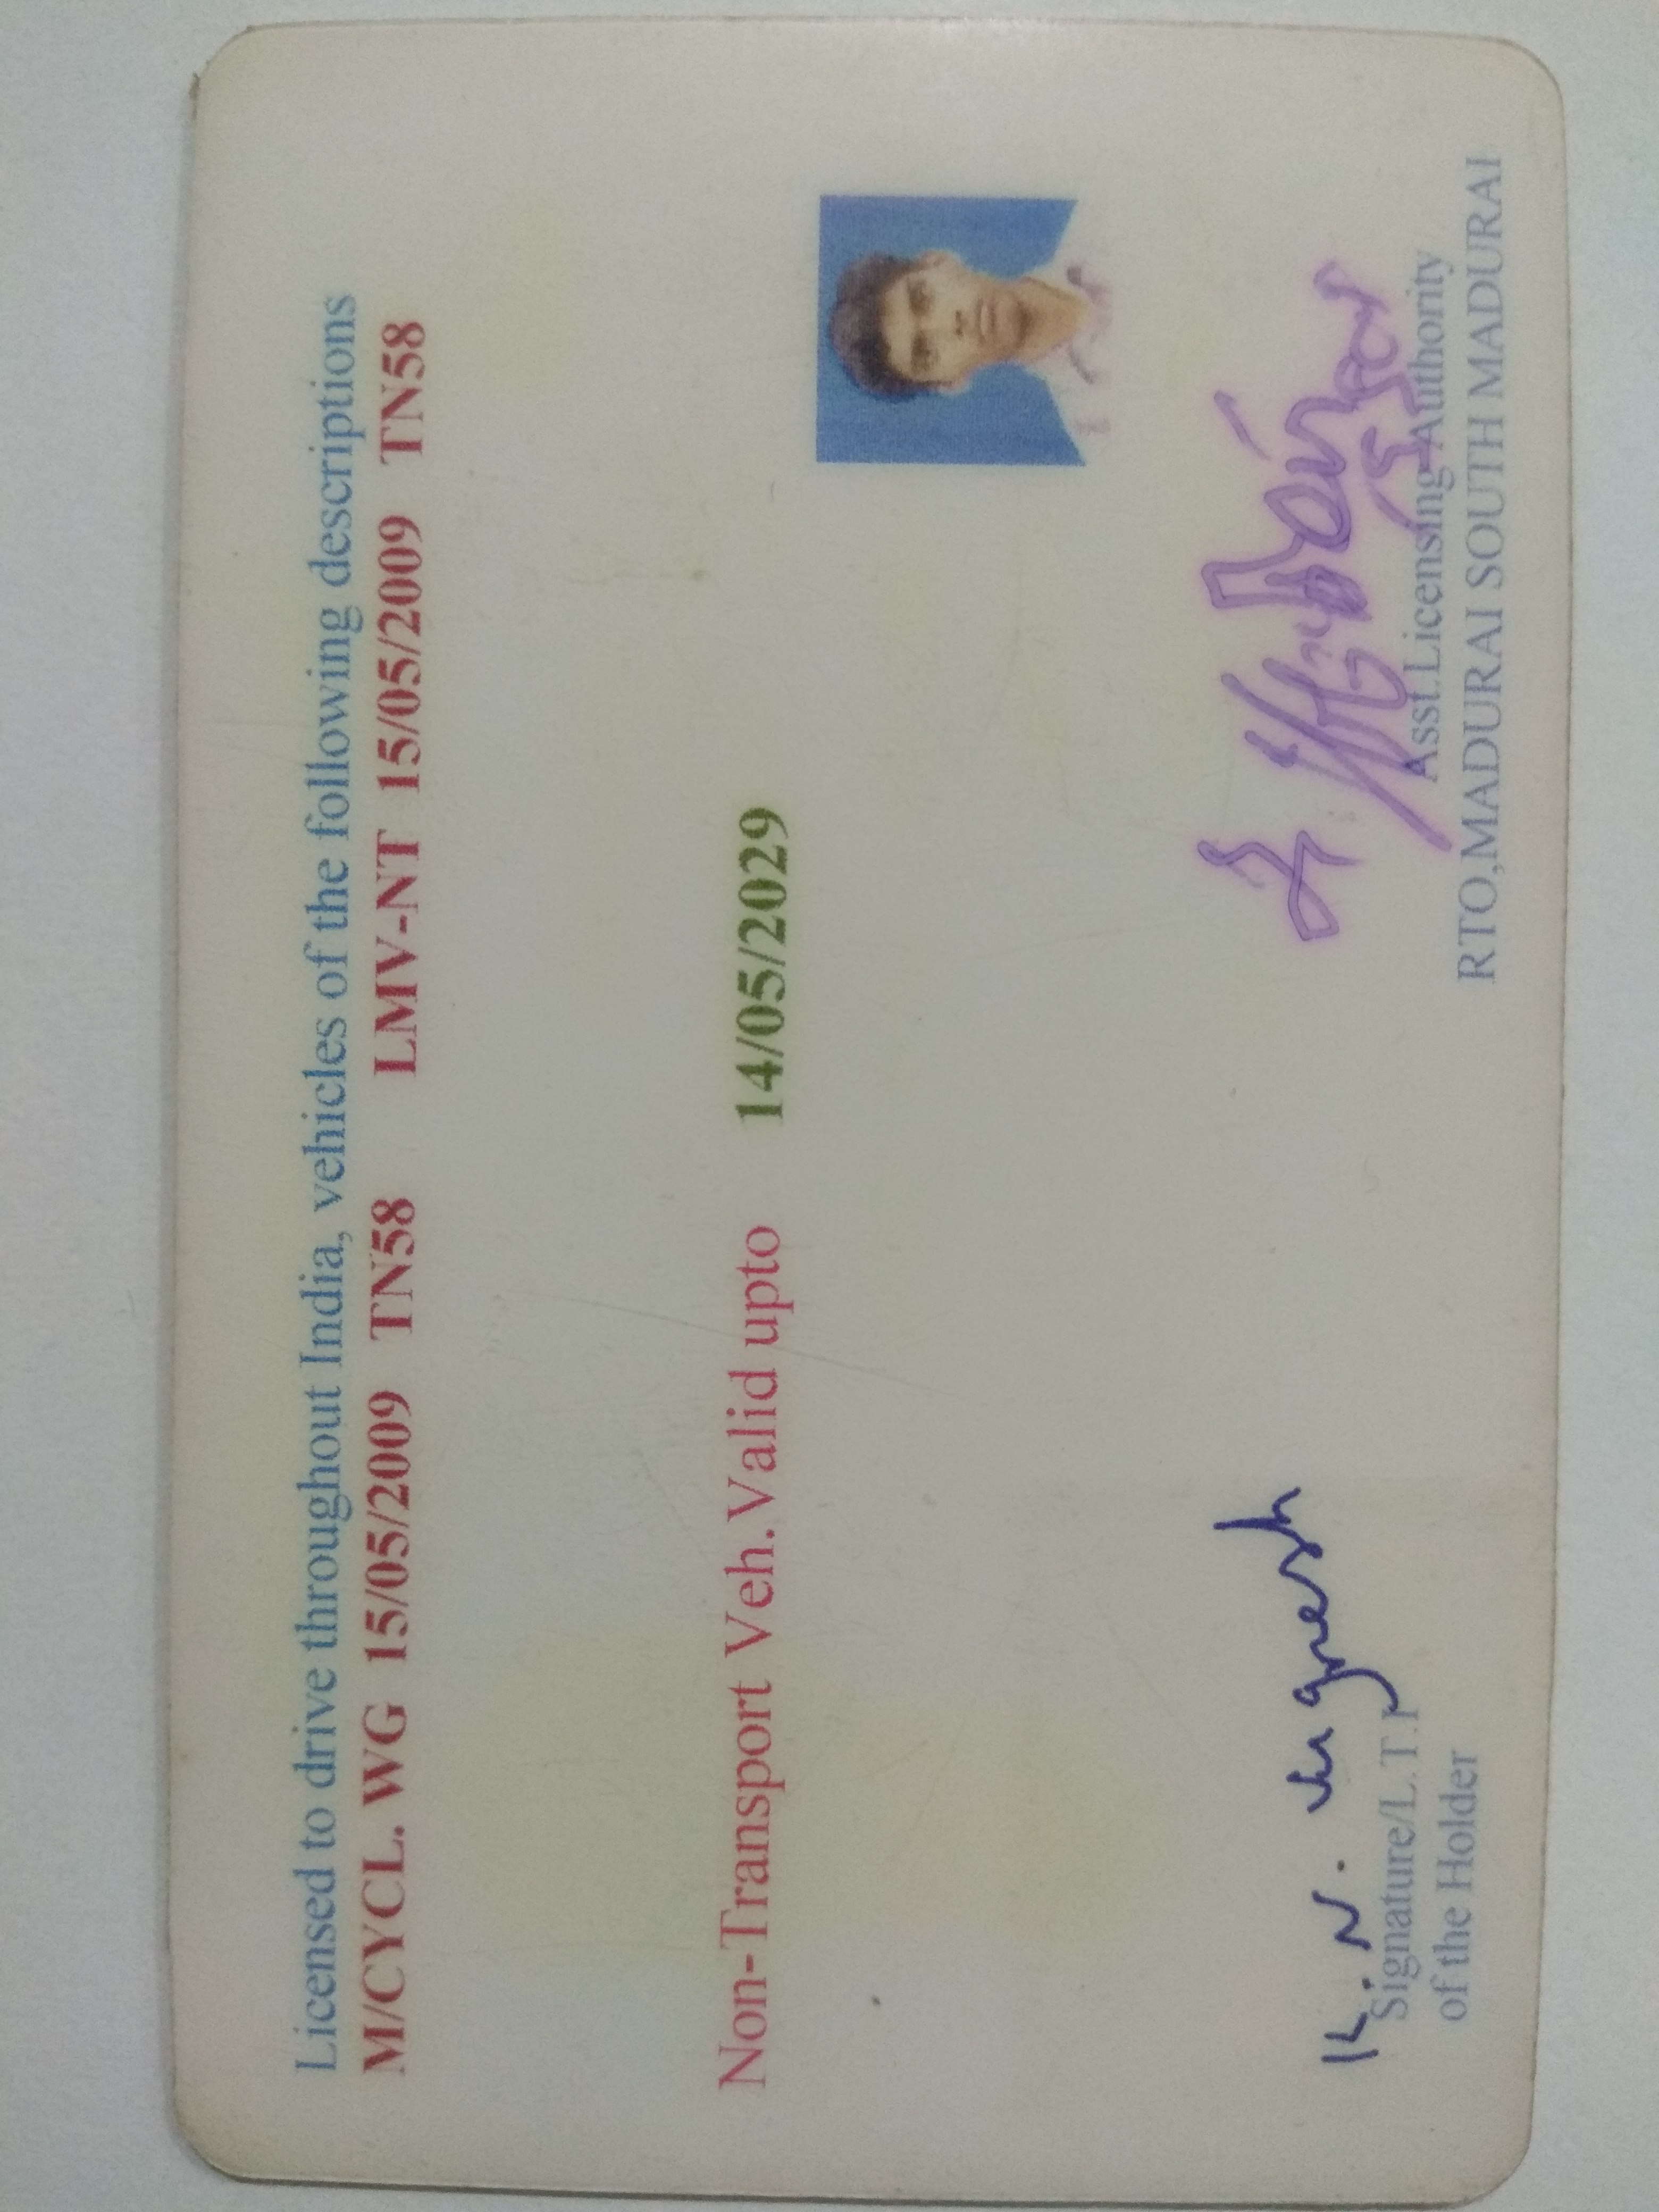 Licensed to drive throughout India, vehicles of the following descriptions
M/CYCL. WG 15/05/2009 TN58 LMV-NT 15/05/2009 TN58
Non-Transport Veh.Valid upto 14/05/2029
K.N. Vignesh
Signature/L.T.I
of the Holder
Asst.Licensing Authority
RTO,MADURAI SOUTH MADURAI